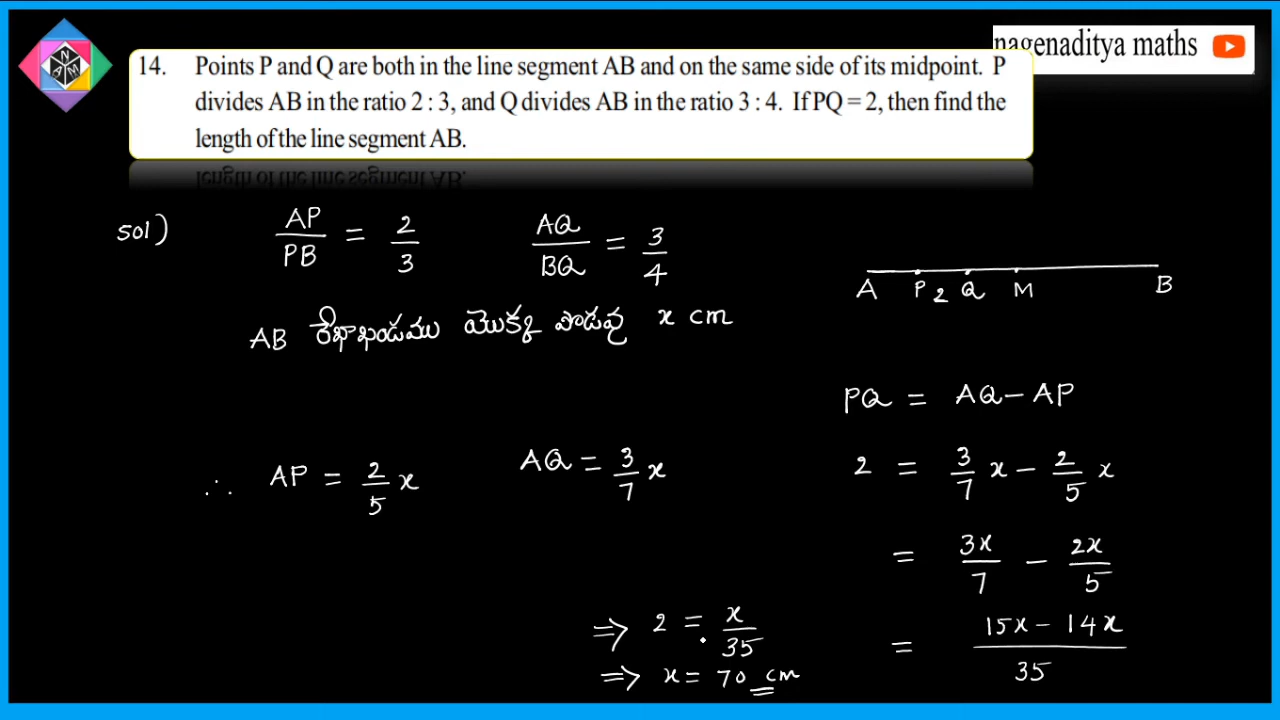 nagenaditya maths
14. Points P and Q are both in the line segment AB and on the same side of its midpoint. P
divides AB in the ratio 2 : 3, and Q divides AB in the ratio 3 : 4. If PQ = 2, then find the
length of the line segment AB.
Sol) AP/PB = 2/3 AQ/BQ = 3/4
A P 2 Q M B
AB రేఖాఖండము యొక్క పొడవు x cm
PQ = AQ - AP
∴ AP = 2/5 x AQ = 3/7 x 2 = 3/7 x - 2/5 x
= 3x/7 - 2x/5
⇒ 2 = x/35 = 15x - 14x/35
⇒ x = 70 cm